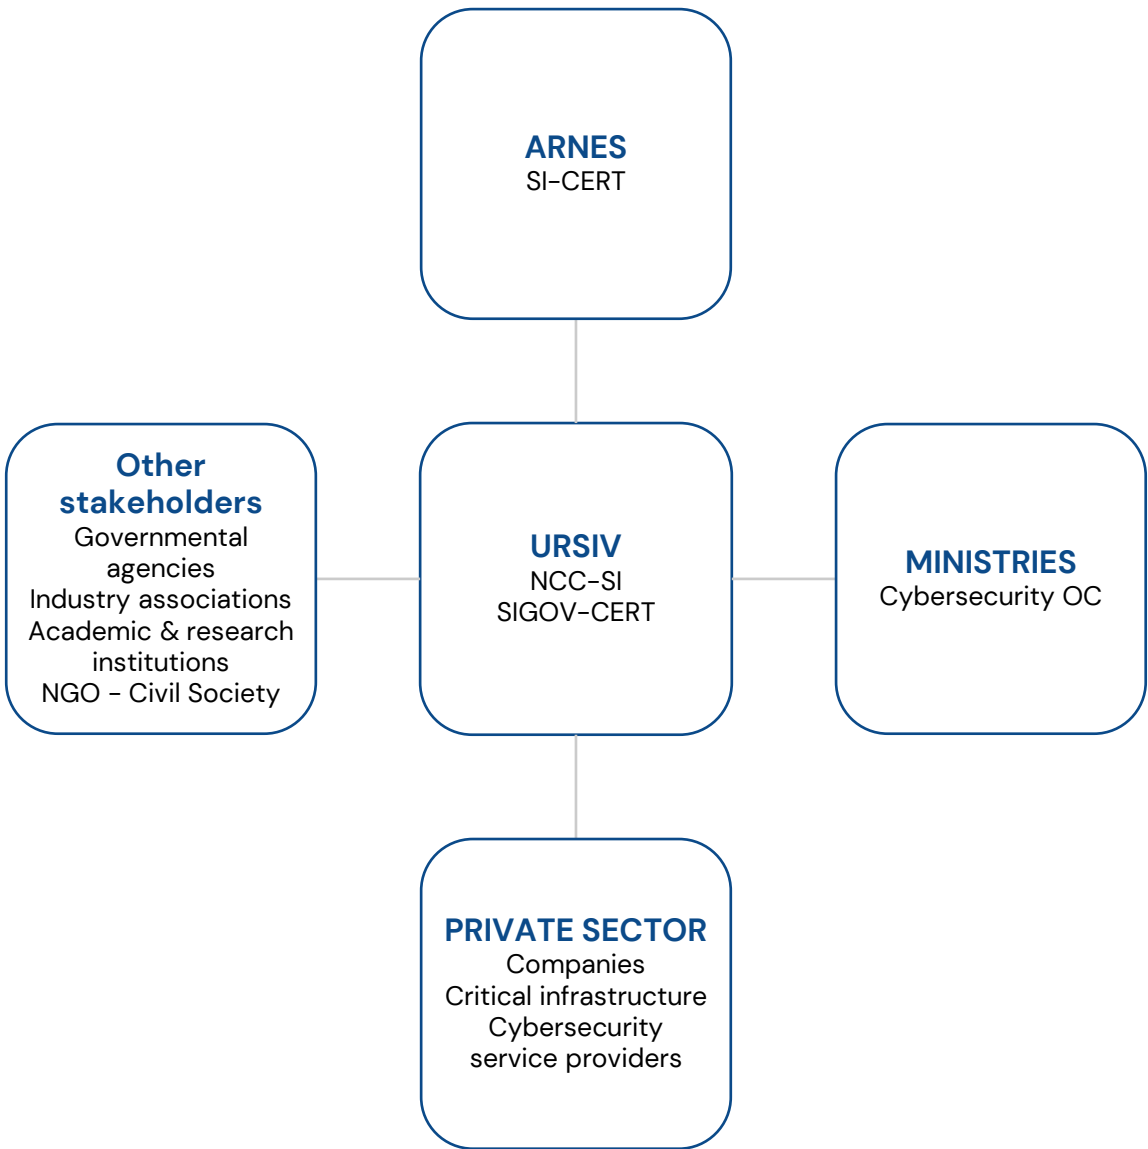 ARNES
SI-CERT
Other
stakeholders
Governmental
agencies
Industry associations
Academic & research
institutions
NGO - Civil Society
URSIV
NCC-SI
SIGOV-CERT
MINISTRIES
Cybersecurity OC
PRIVATE SECTOR
Companies
Critical infrastructure
Cybersecurity
service providers